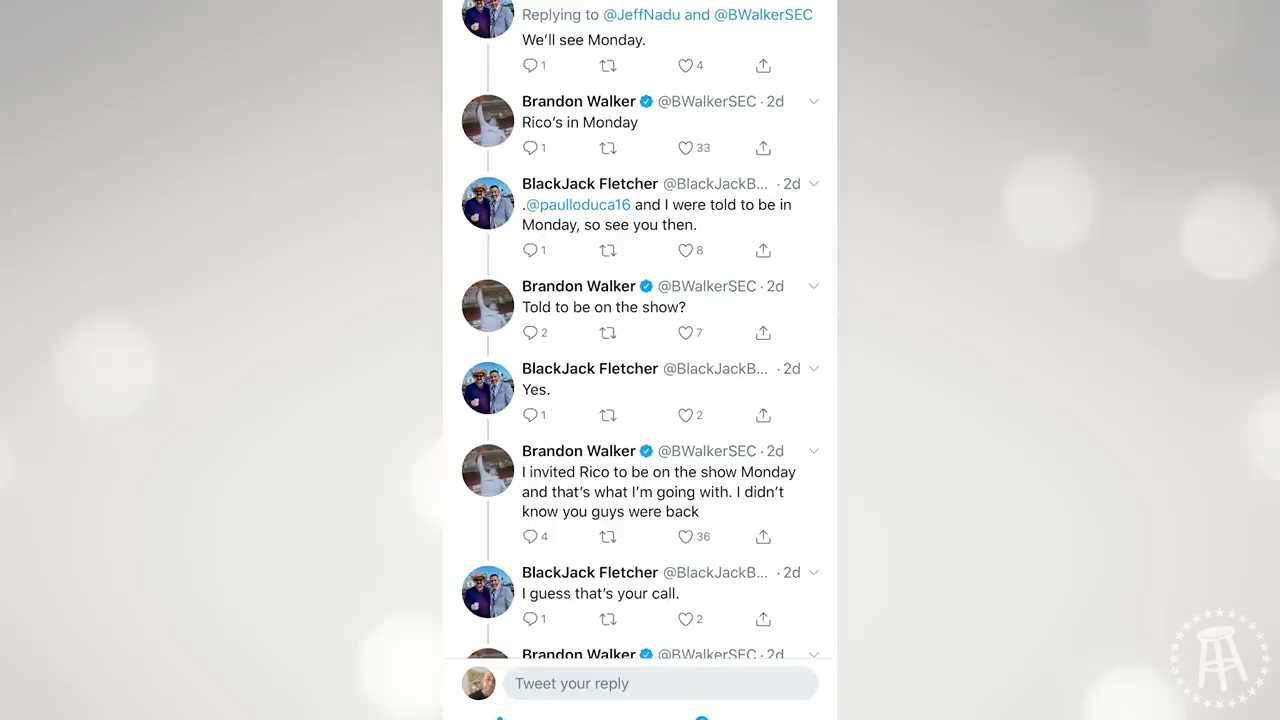 Replying to @JeffNadu and @BWalkerSEC
We'll see Monday.
1 4
Brandon Walker @BWalkerSEC · 2d
Rico's in Monday
1 33
BlackJack Fletcher @BlackJackB... · 2d
.@paulloduca16 and I were told to be in
Monday, so see you then.
1 8
Brandon Walker @BWalkerSEC · 2d
Told to be on the show?
2 7
BlackJack Fletcher @BlackJackB... · 2d
Yes.
1 2
Brandon Walker @BWalkerSEC · 2d
I invited Rico to be on the show Monday
and that's what I'm going with. I didn't
know you guys were back
4 36
BlackJack Fletcher @BlackJackB... · 2d
I guess that's your call.
1 2
Brandon Walker @BWalkerSEC · 2d
Tweet your reply